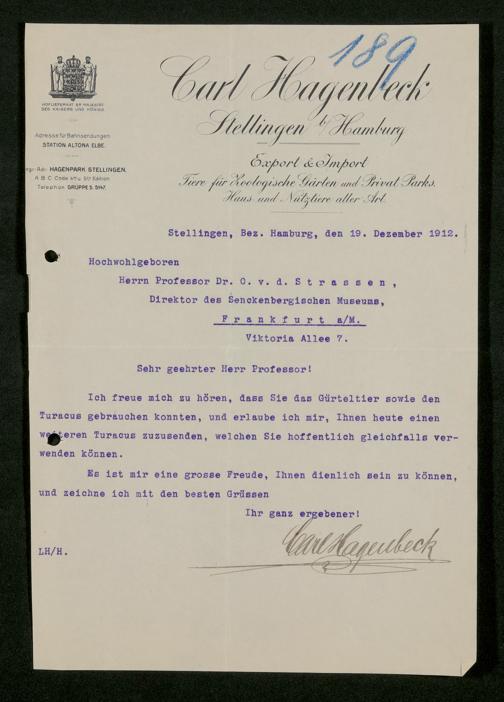 189
Carl Hagenbeck
Stellingen b/ Hamburg
HOFLIEFERANT SR MAJESTÄT
DES KAISERS UND KÖNIGS.
Adresse für Bahnsendungen
STATION ALTONA ELBE.
HAGENPARK STELLINGEN.
A B C Code 5th Edition
Telephon GRUPPE 5. 5147.
Export & Import
Tiere für Zoologische Gärten und Privat Parks.
Haus und Nutztiere aller Art.
Stellingen, Bez. Hamburg, den 19. Dezember 1912.
Hochwohlgeboren
Herrn Professor Dr. O. v. d. Strassen,
Direktor des Senckenbergischen Museums,
Frankfurt a/M.
Viktoria Allee 7.
Sehr geehrter Herr Professor!
Ich freue mich zu hören, dass Sie das Gürteltier sowie den
Turacus gebrauchen konnten, und erlaube ich mir, Ihnen heute einen
weiteren Turacus zuzusenden, welchen Sie hoffentlich gleichfalls ver-
wenden können.
Es ist mir eine grosse Freude, Ihnen dienlich sein zu können,
und zeichne ich mit den besten Grüssen
Ihr ganz ergebener!
Carl Hagenbeck
LH/H.